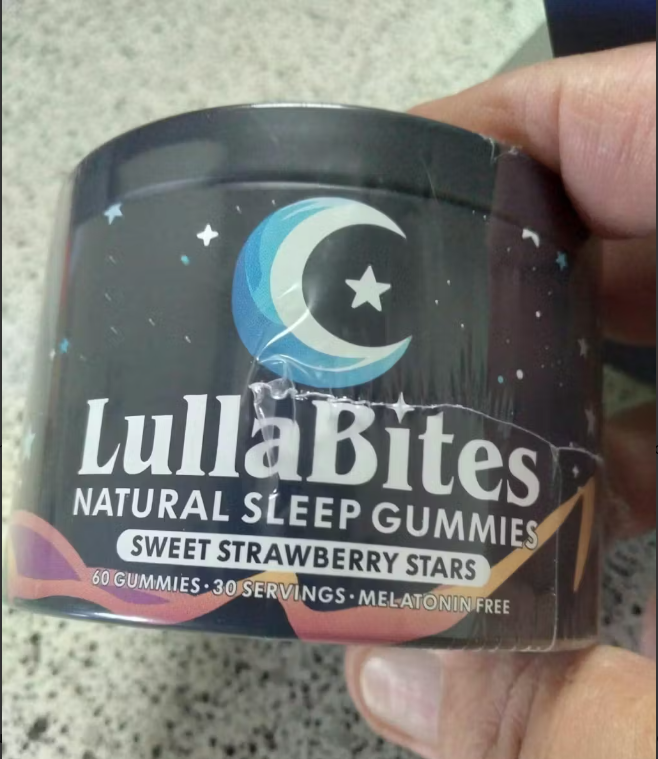 LullaBites
NATURAL SLEEP GUMMIES
SWEET STRAWBERRY STARS
60 GUMMIES · 30 SERVINGS · MELATONIN FREE